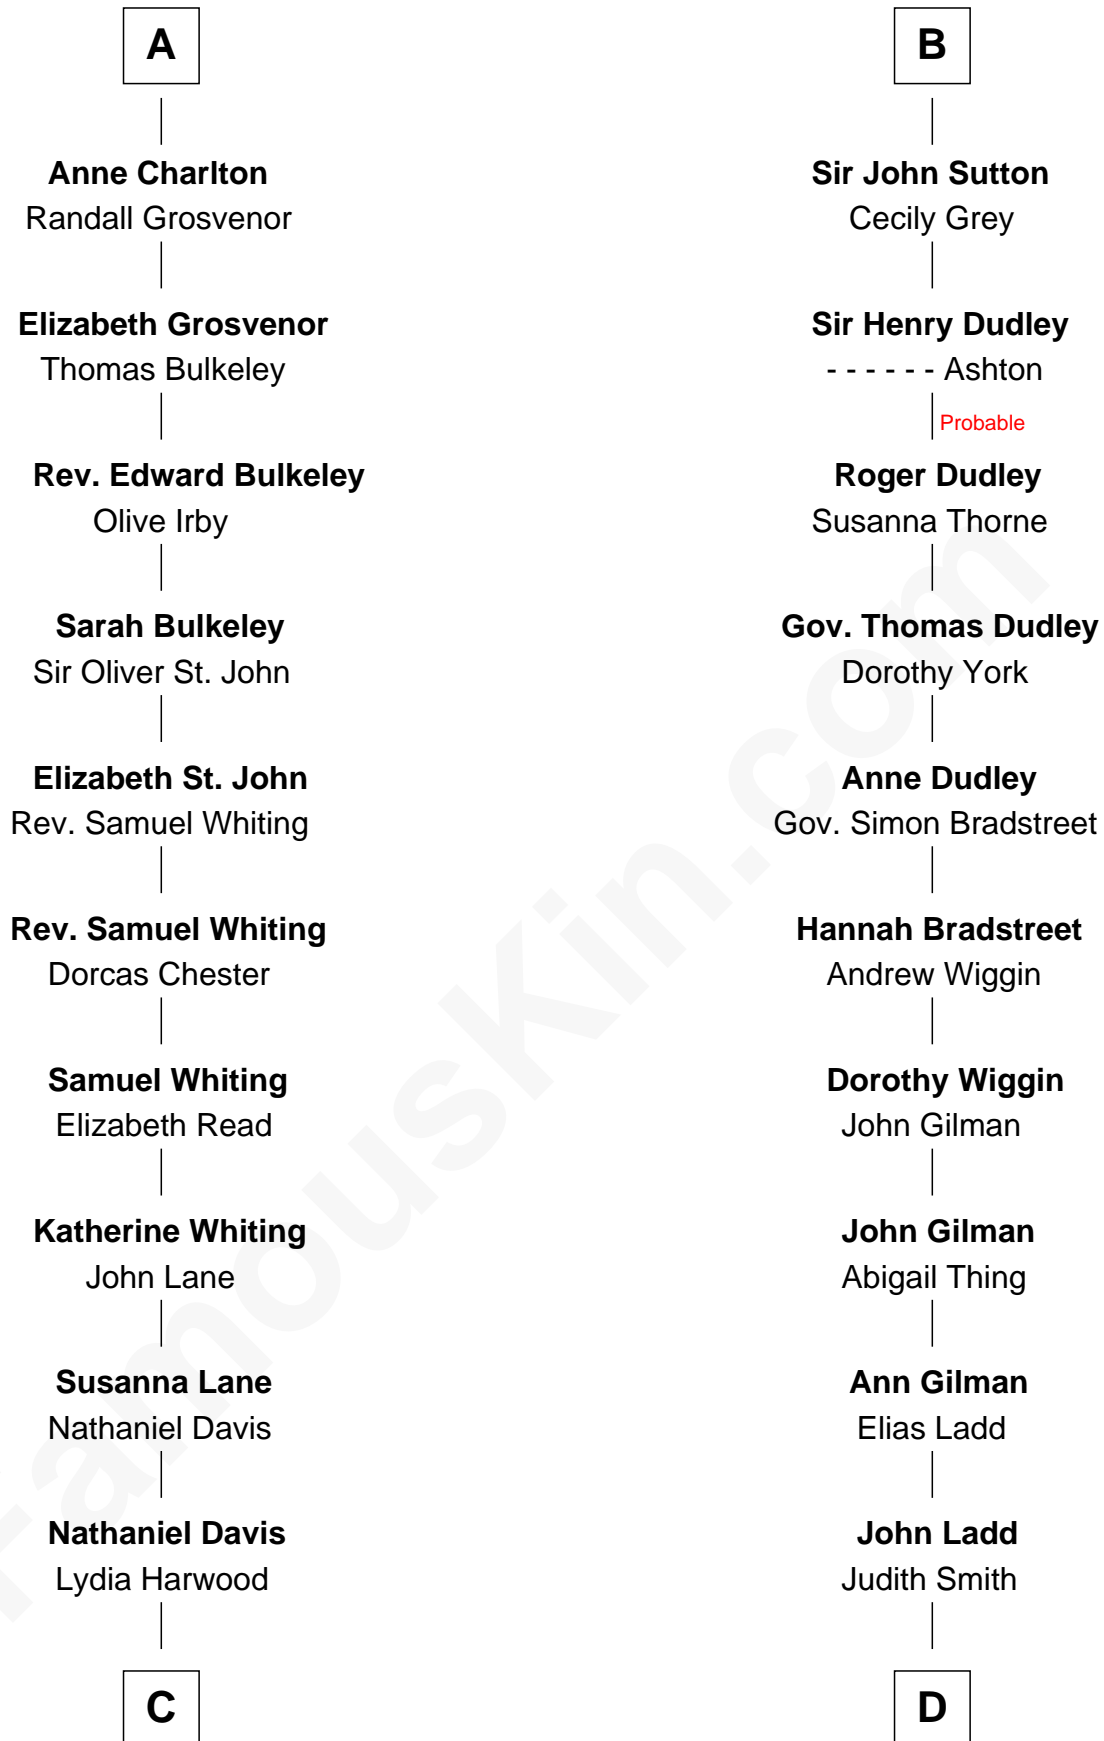 A
Anne Charlton
Randall Grosvenor
Elizabeth Grosvenor
Thomas Bulkeley
Rev. Edward Bulkeley
Olive Irby
Sarah Bulkeley
Sir Oliver St. John
Elizabeth St. John
Rev. Samuel Whiting
Rev. Samuel Whiting
Dorcas Chester
Samuel Whiting
Elizabeth Read
Katherine Whiting
John Lane
Susanna Lane
Nathaniel Davis
Nathaniel Davis
Lydia Harwood
C
B
Sir John Sutton
Cecily Grey
Sir Henry Dudley
- - - - - - Ashton
Probable
Roger Dudley
Susanna Thorne
Gov. Thomas Dudley
Dorothy York
Anne Dudley
Gov. Simon Bradstreet
Hannah Bradstreet
Andrew Wiggin
Dorothy Wiggin
John Gilman
John Gilman
Abigail Thing
Ann Gilman
Elias Ladd
John Ladd
Judith Smith
D
FamousKin.com